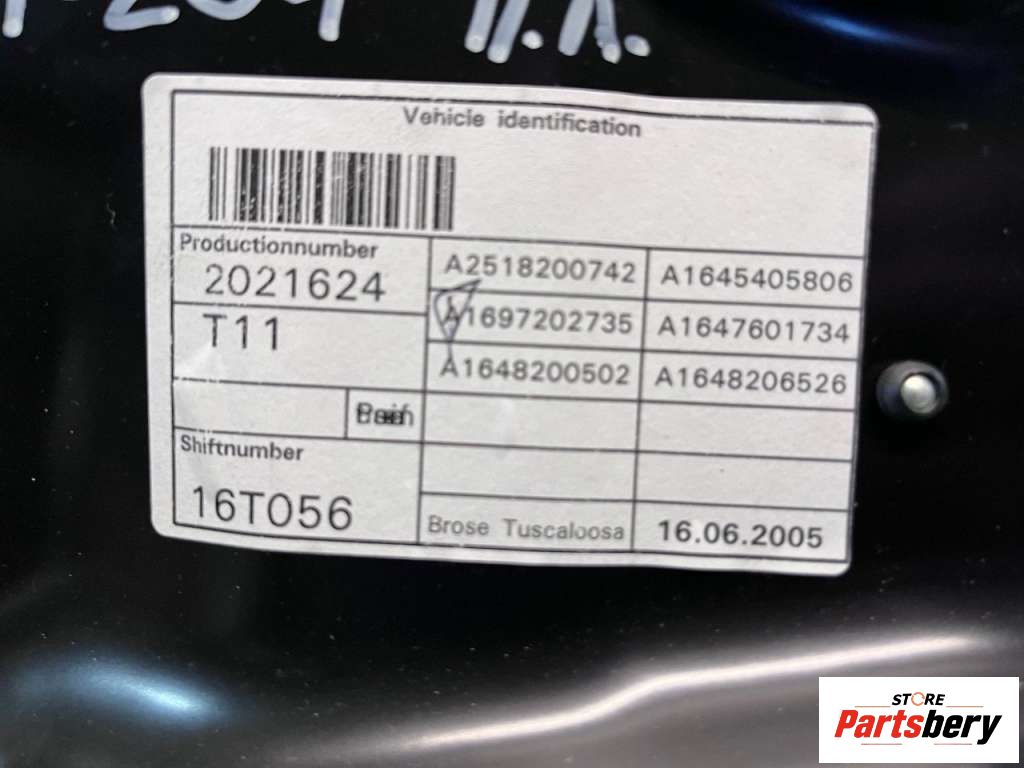 Vehicle identification
Productionnumber
2021624
T11
A2518200742 A1645405806
A1697202735 A1647601734
A1648200502 A1648206526
Shiftnumber
16T056
Brose Tuscaloosa 16.06.2005
STORE
Partsbery